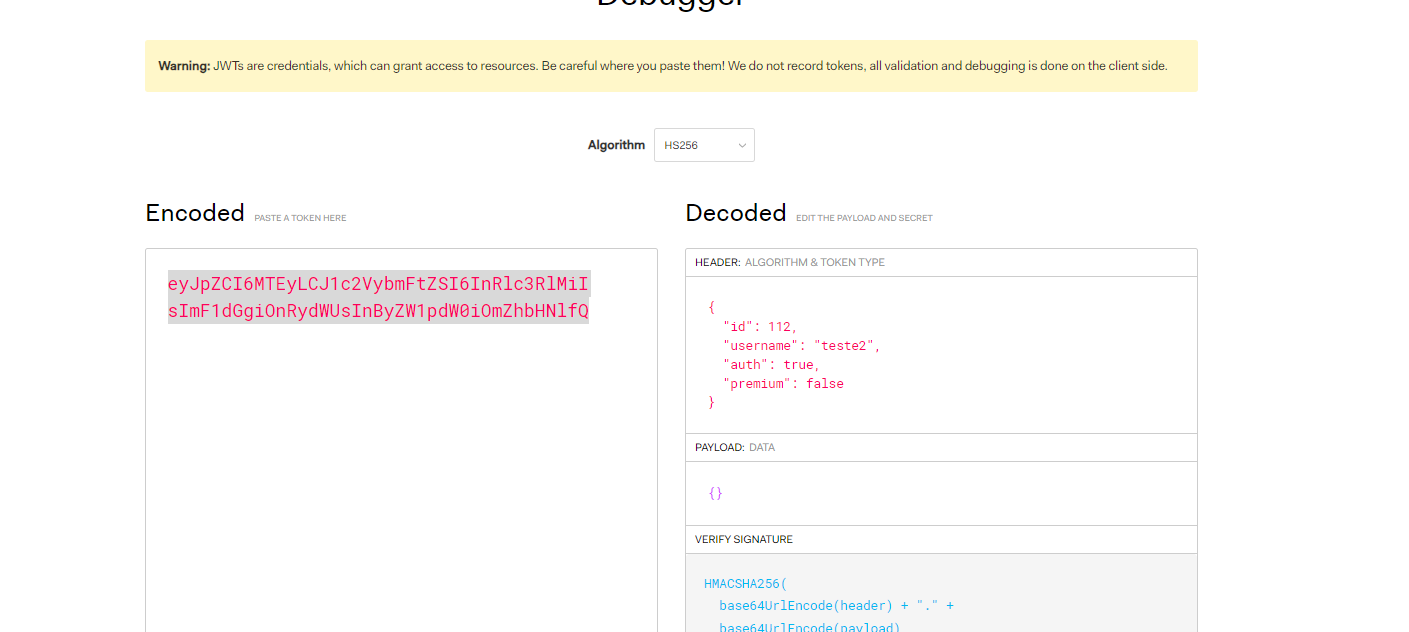 Debugger
Warning: JWTs are credentials, which can grant access to resources. Be careful where you paste them! We do not record tokens, all validation and debugging is done on the client side.
Algorithm HS256
Encoded PASTE A TOKEN HERE
eyJpZCI6MTEyLCJ1c2VybmFtZSI6InRlc3RlMiI
sImF1dGgiOnRydWUsInByZW1pdW0iOmZhbHNlfQ
Decoded EDIT THE PAYLOAD AND SECRET
HEADER: ALGORITHM & TOKEN TYPE
{
"id": 112,
"username": "teste2",
"auth": true,
"premium": false
}
PAYLOAD: DATA
{}
VERIFY SIGNATURE
HMACSHA256(
base64UrlEncode(header) + "." +
base64UrlEncode(payload)